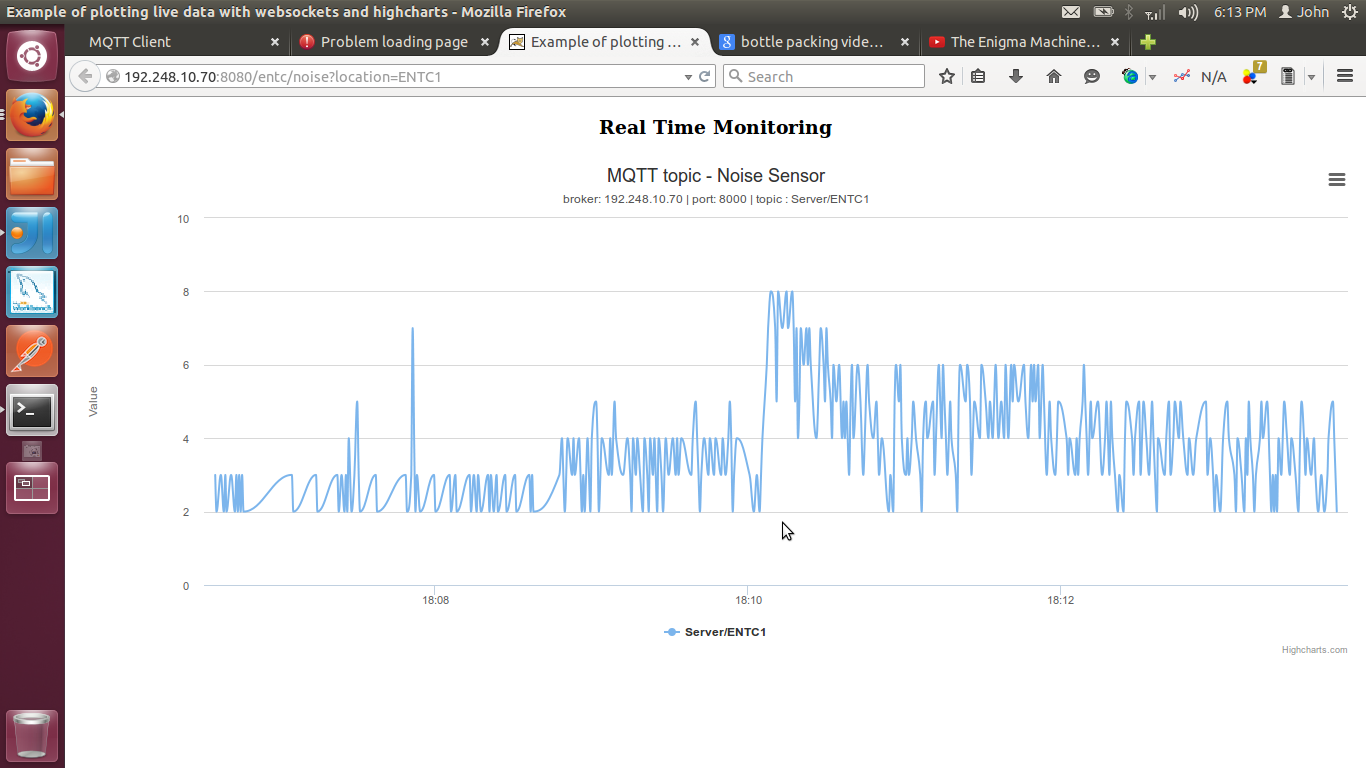 Example of plotting live data with websockets and highcharts - Mozilla Firefox
6:13 PM
John
MQTT Client
Problem loading page
Example of plotting ...
bottle packing vide...
The Enigma Machine...
192.248.10.70:8080/entc/noise?location=ENTC1
Search
N/A
7
Real Time Monitoring
MQTT topic - Noise Sensor
broker: 192.248.10.70 | port: 8000 | topic : Server/ENTC1
10
8
6
4
2
0
Value
18:08
18:10
18:12
Server/ENTC1
Highcharts.com